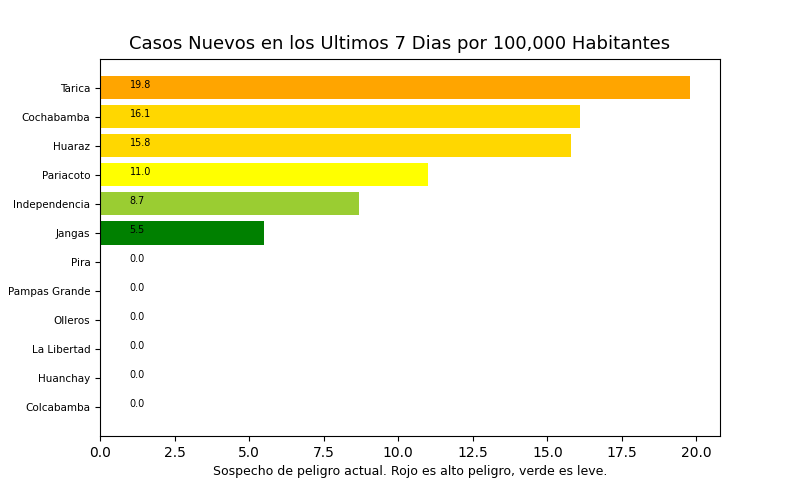 Casos Nuevos en los Ultimos 7 Dias por 100,000 Habitantes
Tarica 19.8
Cochabamba 16.1
Huaraz 15.8
Pariacoto 11.0
Independencia 8.7
Jangas 5.5
Pira 0.0
Pampas Grande 0.0
Olleros 0.0
La Libertad 0.0
Huanchay 0.0
Colcabamba 0.0
0.0 2.5 5.0 7.5 10.0 12.5 15.0 17.5 20.0
Sospecho de peligro actual. Rojo es alto peligro, verde es leve.